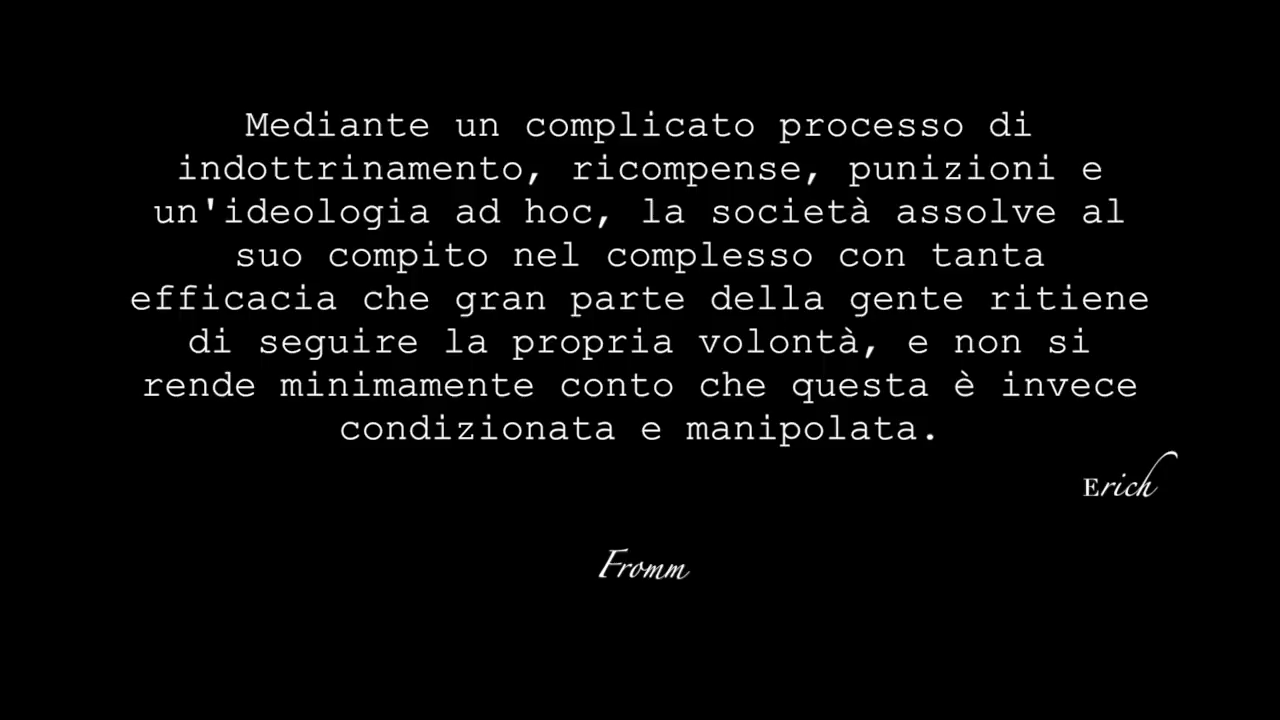 Mediante un complicato processo di
indottrinamento, ricompense, punizioni e
un'ideologia ad hoc, la società assolve al
suo compito nel complesso con tanta
efficacia che gran parte della gente ritiene
di seguire la propria volontà, e non si
rende minimamente conto che questa è invece
condizionata e manipolata.
Erich
Fromm